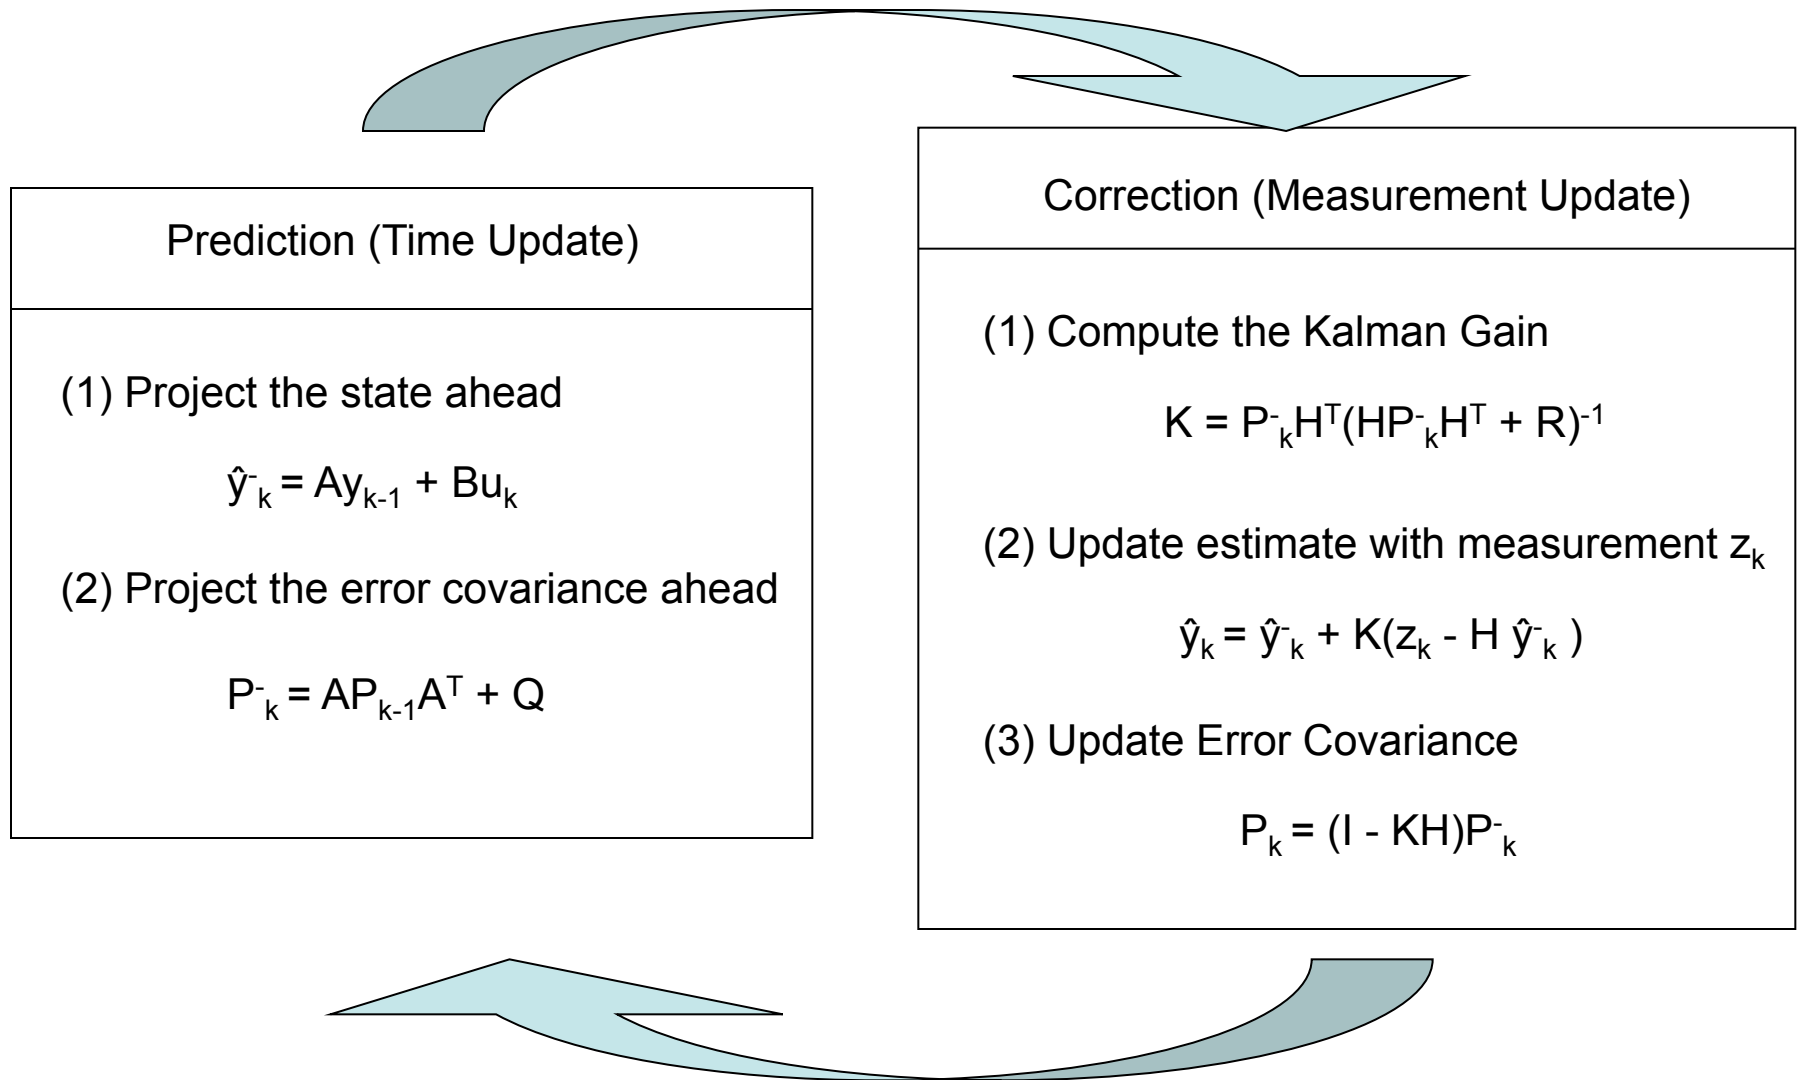 Prediction (Time Update)
(1) Project the state ahead
ŷ⁻ₖ = Ayₖ₋₁ + Buₖ
(2) Project the error covariance ahead
P⁻ₖ = APₖ₋₁Aᵀ + Q
Correction (Measurement Update)
(1) Compute the Kalman Gain
K = P⁻ₖHᵀ(HP⁻ₖHᵀ + R)⁻¹
(2) Update estimate with measurement zₖ
ŷₖ = ŷ⁻ₖ + K(zₖ - H ŷ⁻ₖ )
(3) Update Error Covariance
Pₖ = (I - KH)P⁻ₖ